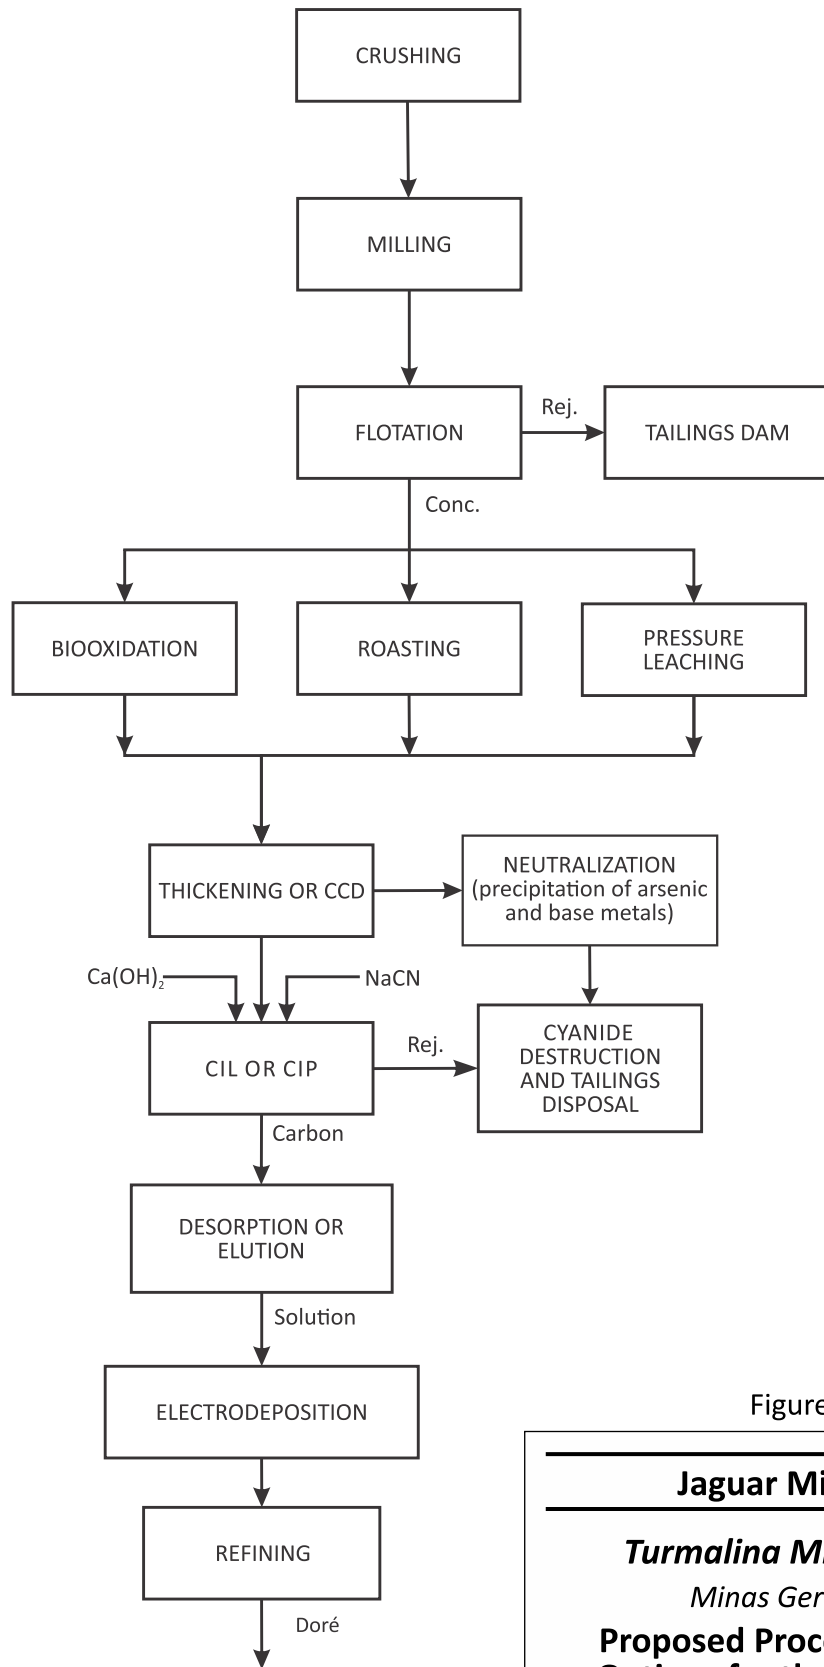 CRUSHING
MILLING
FLOTATION
Rej.
TAILINGS DAM
Conc.
BIOOXIDATION
ROASTING
PRESSURE
LEACHING
THICKENING OR CCD
NEUTRALIZATION
(precipitation of arsenic
and base metals)
Ca(OH)₂
NaCN
CIL OR CIP
Rej.
CYANIDE
DESTRUCTION
AND TAILINGS
DISPOSAL
Carbon
DESORPTION OR
ELUTION
Solution
ELECTRODEPOSITION
Figure
REFINING
Jaguar Mi
Turmalina M
Minas Ger
Doré
Proposed Proc